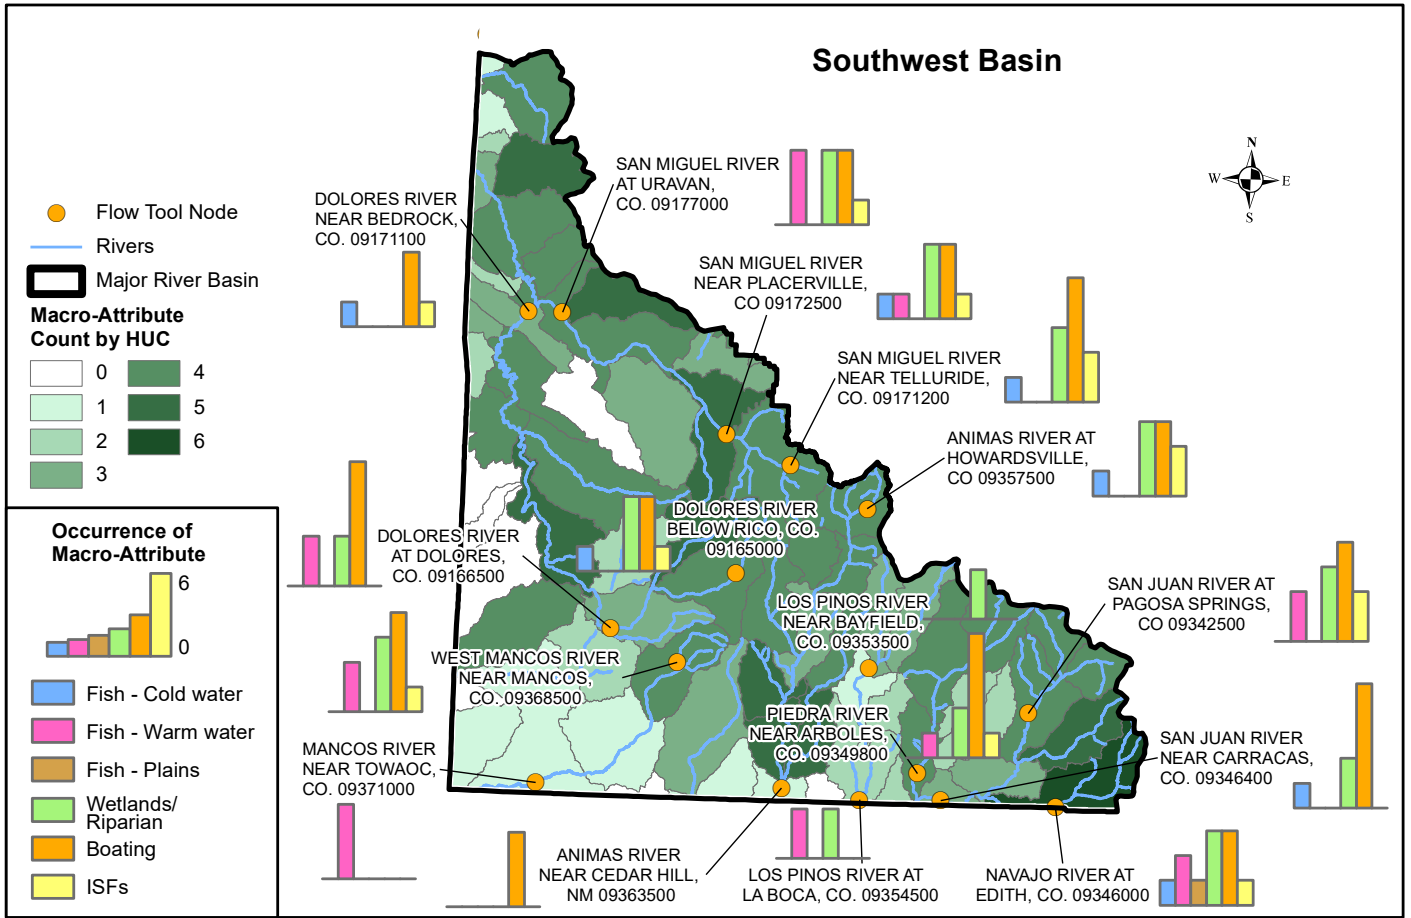 Southwest Basin
N
W
E
S
Flow Tool Node
Rivers
Major River Basin
Macro-Attribute
Count by HUC
0
4
1
5
2
6
3
Occurrence of
Macro-Attribute
6
0
Fish - Cold water
Fish - Warm water
Fish - Plains
Wetlands/
Riparian
Boating
ISFs
DOLORES RIVER
NEAR BEDROCK,
CO. 09171100
SAN MIGUEL RIVER
AT URAVAN,
CO. 09177000
SAN MIGUEL RIVER
NEAR PLACERVILLE,
CO 09172500
SAN MIGUEL RIVER
NEAR TELLURIDE,
CO. 09171200
ANIMAS RIVER AT
HOWARDSVILLE,
CO 09357500
DOLORES RIVER
BELOW RICO, CO.
09165000
DOLORES RIVER
AT DOLORES,
CO. 09166500
LOS PINOS RIVER
NEAR BAYFIELD,
CO. 09353500
SAN JUAN RIVER AT
PAGOSA SPRINGS,
CO 09342500
WEST MANCOS RIVER
NEAR MANCOS,
CO. 09368500
PIEDRA RIVER
NEAR ARBOLES,
CO. 09349800
MANCOS RIVER
NEAR TOWAOC,
CO. 09371000
SAN JUAN RIVER
NEAR CARRACAS,
CO. 09346400
ANIMAS RIVER
NEAR CEDAR HILL,
NM 09363500
LOS PINOS RIVER AT
LA BOCA, CO. 09354500
NAVAJO RIVER AT
EDITH, CO. 09346000